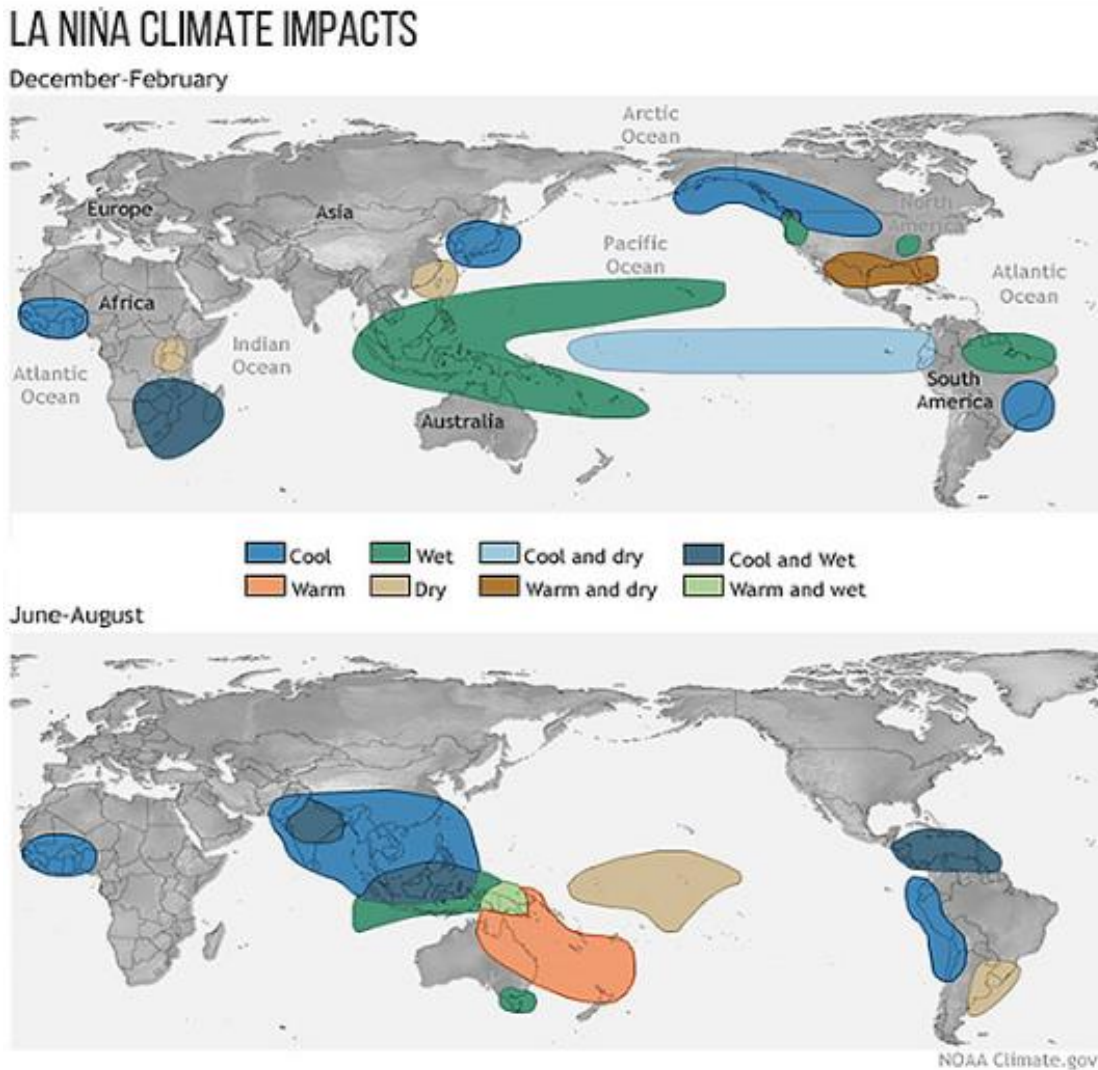 LA NIÑA CLIMATE IMPACTS
December-February
Arctic
Ocean
Europe
Asia
North
America
Pacific
Ocean
Atlantic
Ocean
Africa
Indian
Ocean
Atlantic
Ocean
South
America
Australia
Cool
Wet
Cool and dry
Cool and Wet
Warm
Dry
Warm and dry
Warm and wet
June-August
NOAA Climate.gov